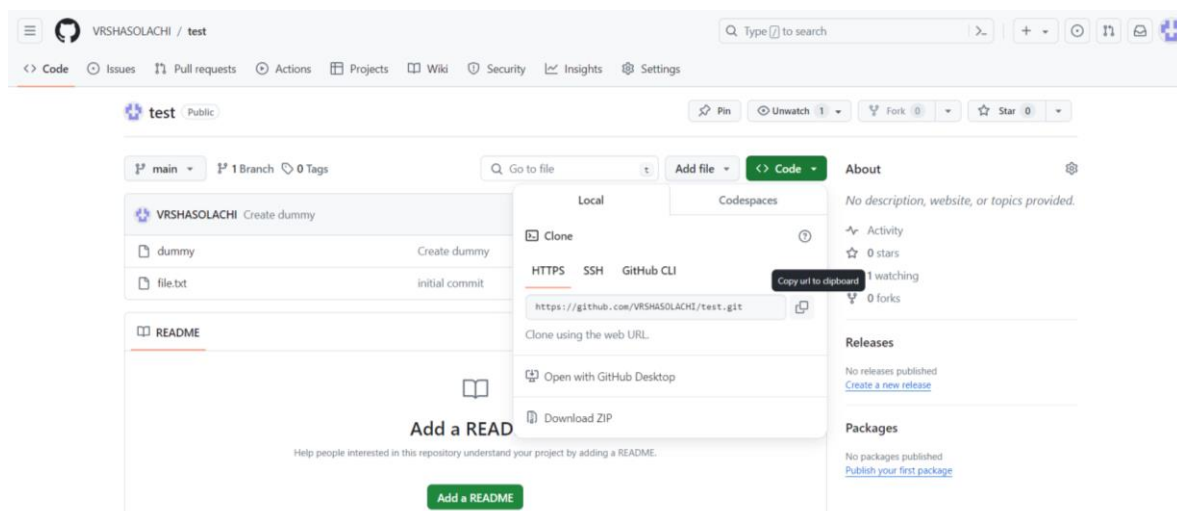 VRSHASOLACHI / test
Type / to search
Code Issues Pull requests Actions Projects Wiki Security Insights Settings
test Public
Pin Unwatch 1 Fork 0 Star 0
main 1 Branch 0 Tags
Go to file t Add file Code
Local Codespaces
Clone
HTTPS SSH GitHub CLI
Copy url to clipboard
https://github.com/VRSHASOLACHI/test.git
Clone using the web URL.
Open with GitHub Desktop
Download ZIP
VRSHASOLACHI Create dummy
dummy Create dummy
file.txt initial commit
README
Add a READ
Help people interested in this repository understand your project by adding a README.
Add a README
About
No description, website, or topics provided.
Activity
0 stars
1 watching
0 forks
Releases
No releases published
Create a new release
Packages
No packages published
Publish your first package